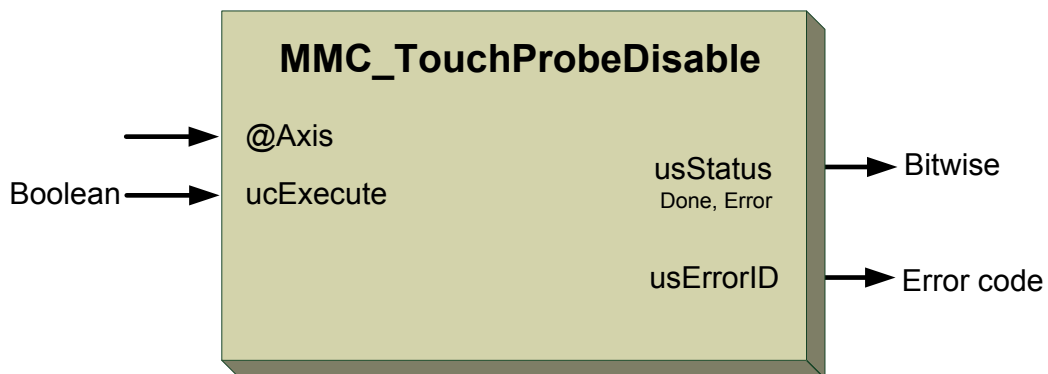 MMC_TouchProbeDisable
@Axis
Boolean
ucExecute
usStatus
Done, Error
Bitwise
usErrorID
Error code